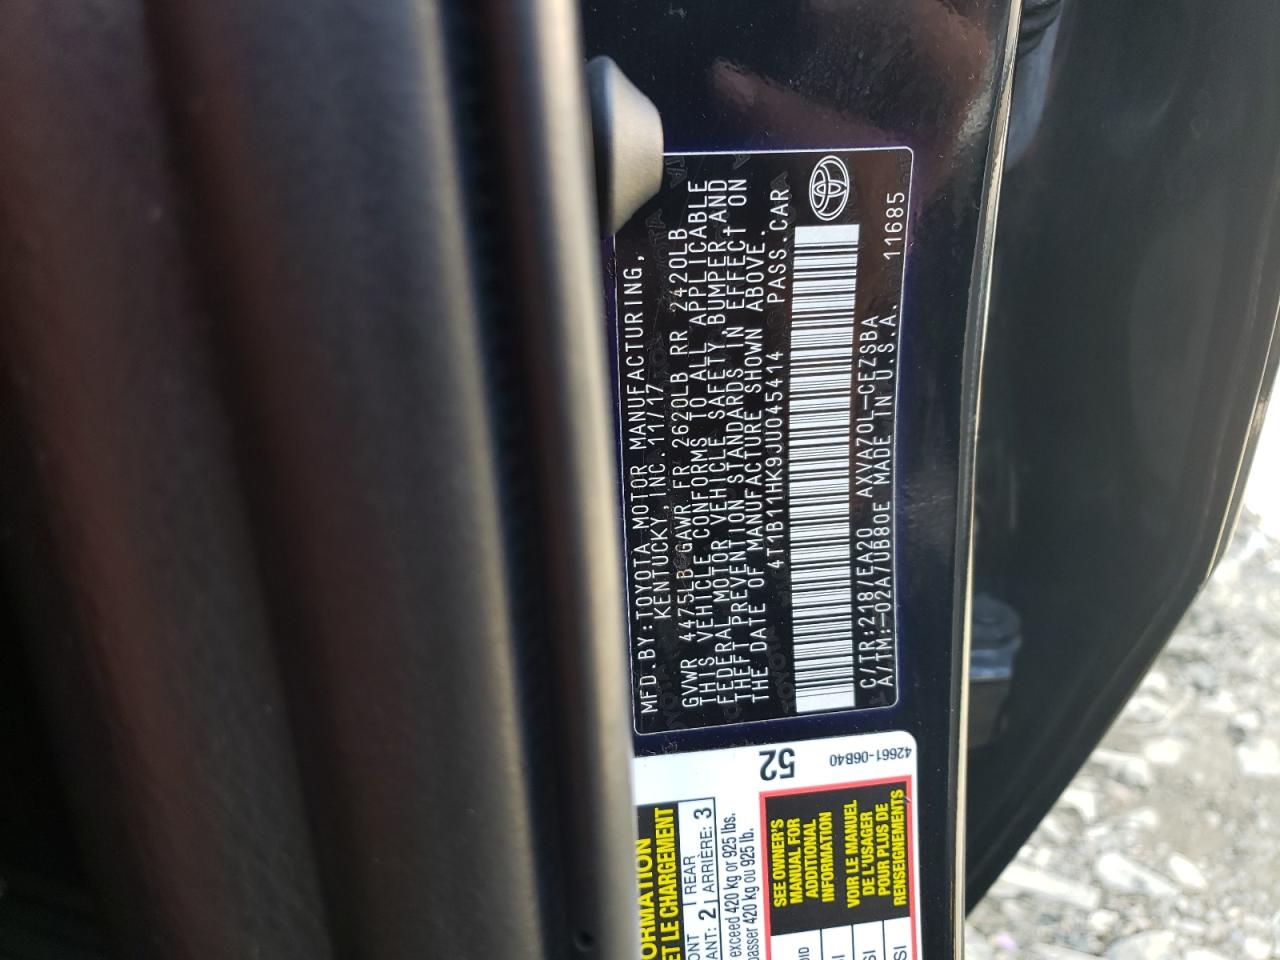 MFD.BY:TOYOTA MOTOR MANUFACTURING,
KENTUCKY,INC.11/17
GVWR 4475LB GAWR FR 2620LB RR 2420LB
THIS VEHICLE CONFORMS TO ALL APPLICABLE
FEDERAL MOTOR VEHICLE SAFETY,BUMPER,AND
THEFT PREVENTION STANDARDS IN EFFECT ON
THE DATE OF MANUFACTURE SHOWN ABOVE.
4T1B11HK9JU045414 PASS.CAR
C/TR:218/EA20 AXVA70L-CEZSBA
A/TM:-02A/UB80E MADE IN U.S.A. 11685
52
42661-06B40
ORMATION
ET LE CHARGEMENT
ONT REAR
ANT: 2 ARRIÈRE: 3
exceed 420 kg or 925 lbs.
passer 420 kg ou 925 lb.
SEE OWNER'S
MANUAL FOR
ADDITIONAL
INFORMATION
VOIR LE MANUEL
DE L'USAGER
POUR PLUS DE
RENSEIGNEMENTS